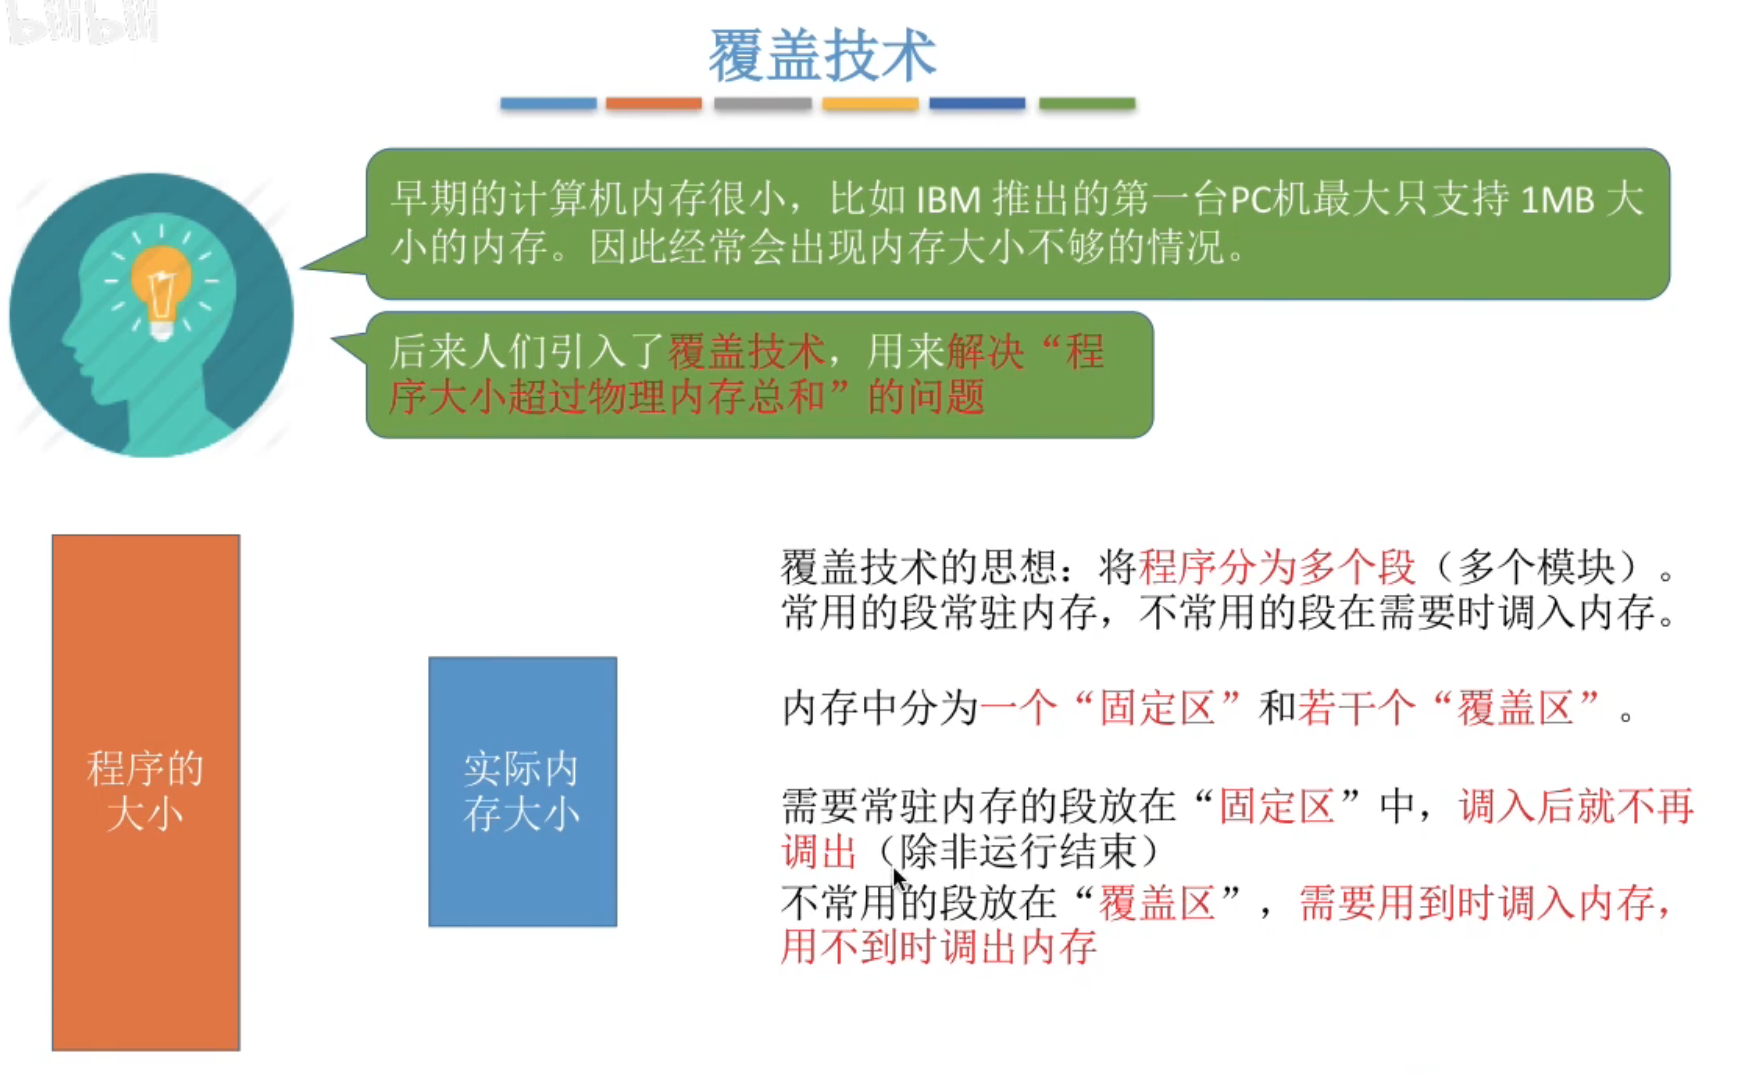 bilibili
覆盖技术
早期的计算机内存很小，比如 IBM 推出的第一台PC机最大只支持 1MB 大
小的内存。因此经常会出现内存大小不够的情况。
后来人们引入了覆盖技术，用来解决“程
序大小超过物理内存总和”的问题
程序的
大小
实际内
存大小
覆盖技术的思想：将程序分为多个段（多个模块）。
常用的段常驻内存，不常用的段在需要时调入内存。
内存中分为一个“固定区”和若干个“覆盖区”。
需要常驻内存的段放在“固定区”中，调入后就不再
调出（除非运行结束）
不常用的段放在“覆盖区”，需要用到时调入内存，
用不到时调出内存